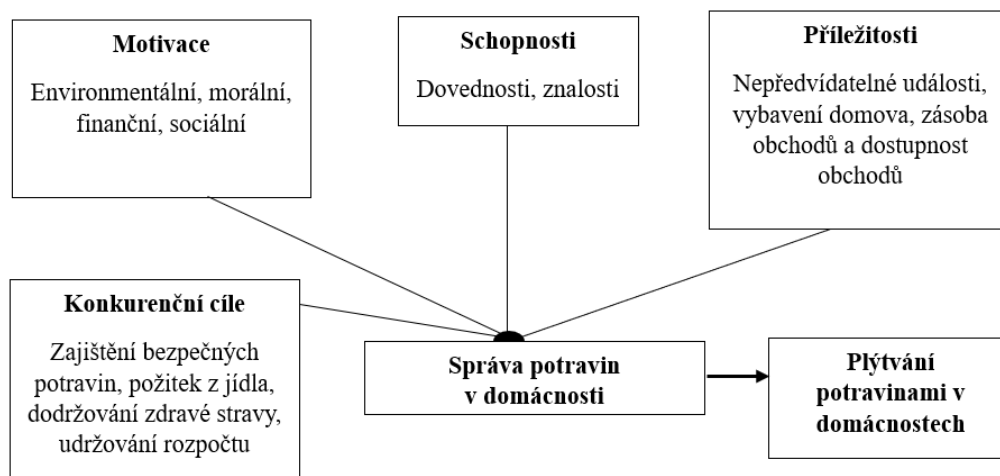 Motivace
Environmentální, morální,
finanční, sociální
Schopnosti
Dovednosti, znalosti
Příležitosti
Nepředvídatelné události,
vybavení domova, zásoba
obchodů a dostupnost
obchodů
Konkurenční cíle
Zajištění bezpečných
potravin, požitek z jídla,
dodržování zdravé stravy,
udržování rozpočtu
Správa potravin
v domácnosti
Plýtvání
potravinami v
domácnostech